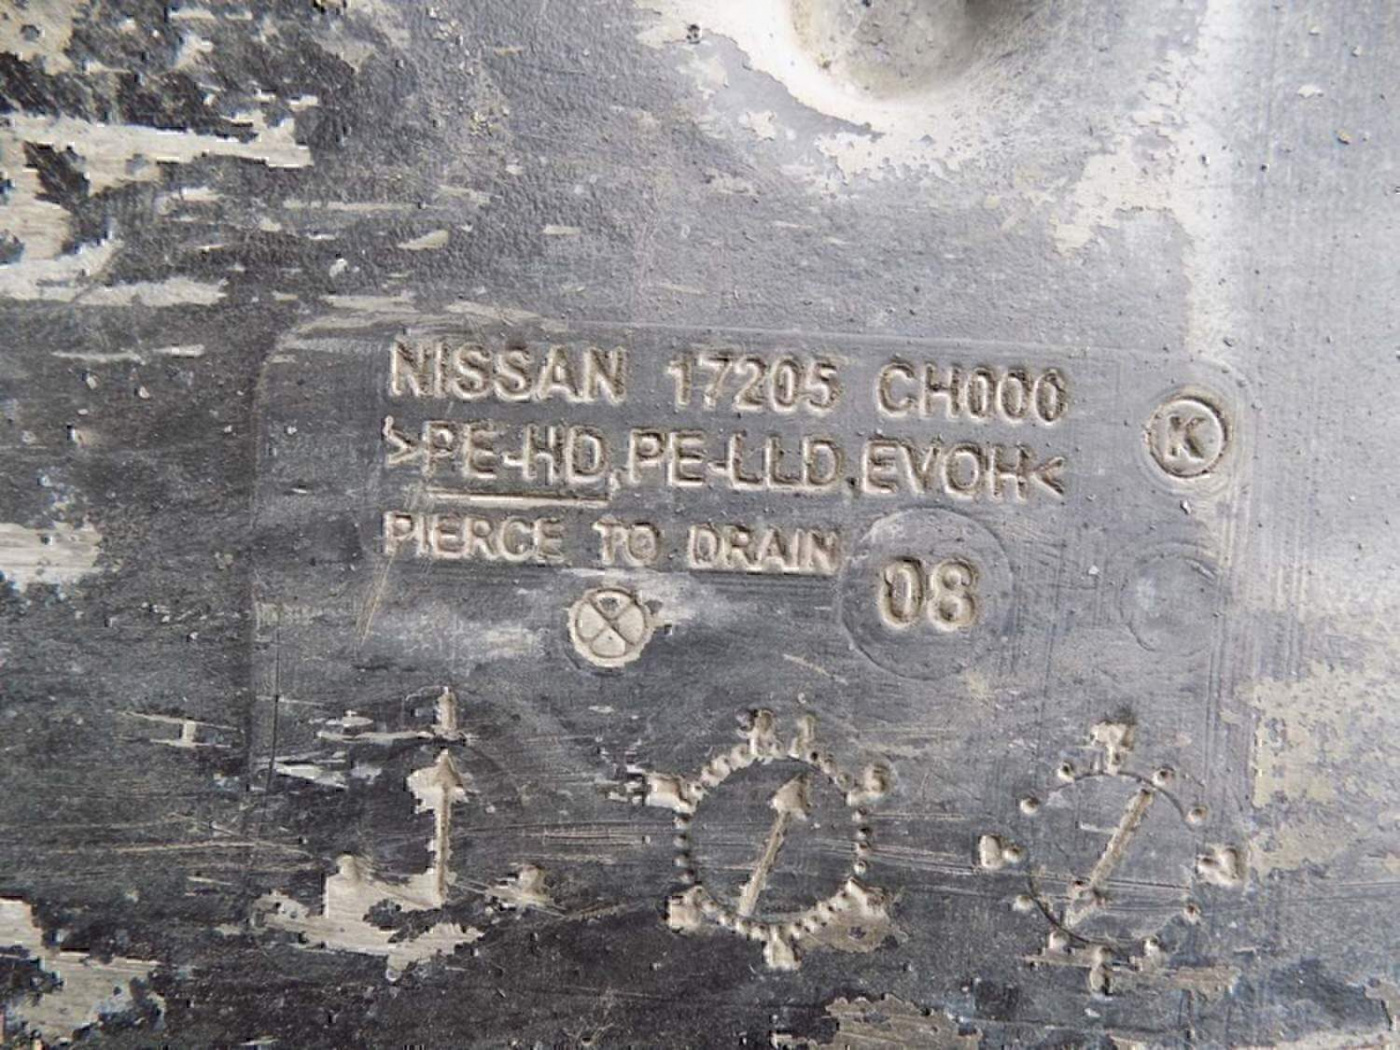 NISSAN 17205 CH000
K
>PE-HD,PE-LLD,EVOH<
PIERCE TO DRAIN
08